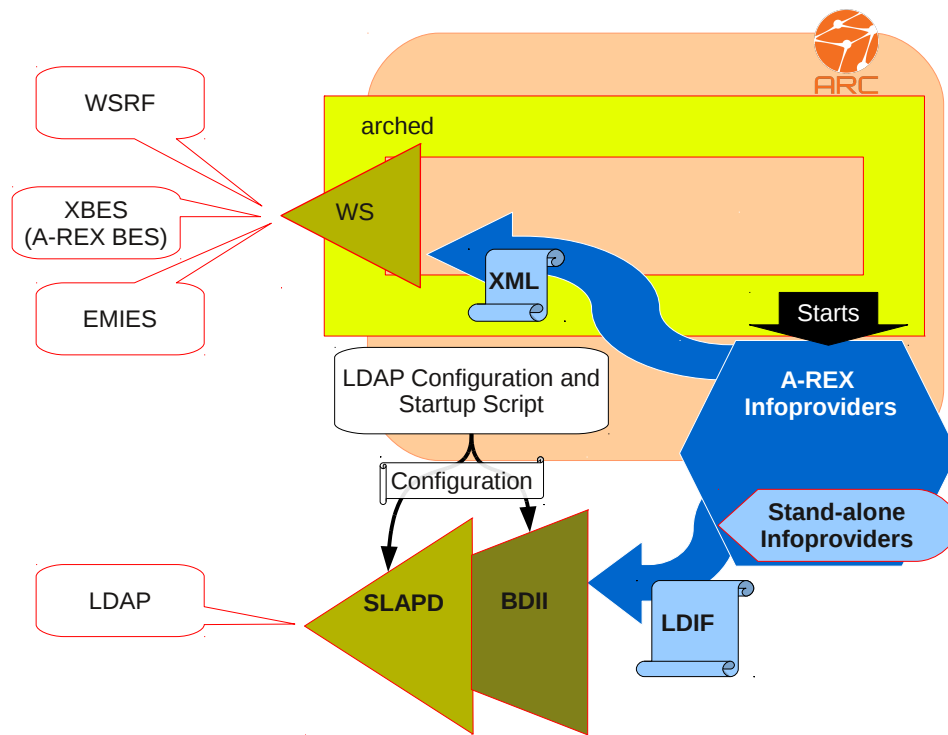 ARC
WSRF
arched
XBES
(A-REX BES)
WS
XML
EMIES
Starts
LDAP Configuration and
Startup Script
A-REX
Infoproviders
Configuration
Stand-alone
Infoproviders
LDAP
SLAPD
BDII
LDIF